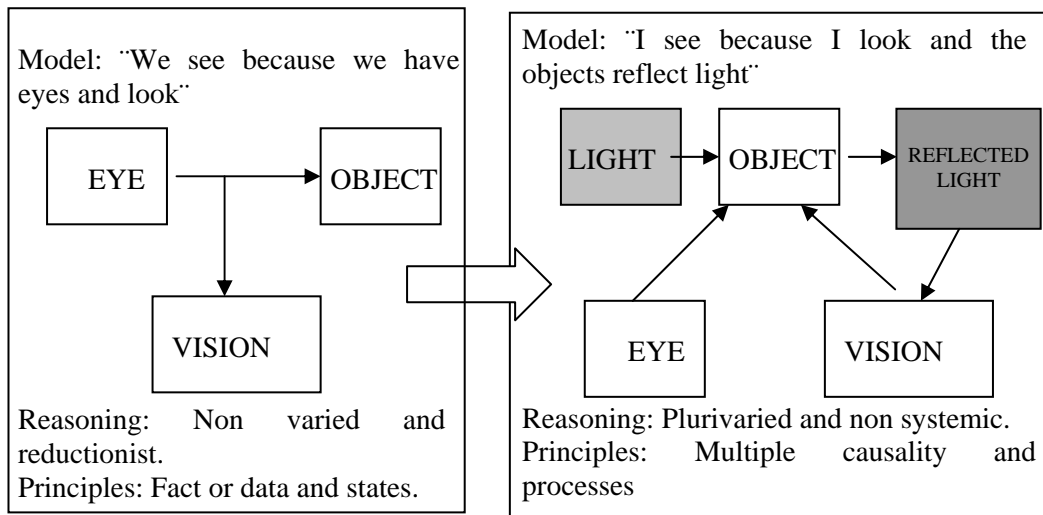 Model: ¨We see because we have
eyes and look¨
EYE
OBJECT
VISION
Reasoning: Non varied and
reductionist.
Principles: Fact or data and states.
Model: ¨I see because I look and the
objects reflect light¨
LIGHT
OBJECT
REFLECTED
LIGHT
EYE
VISION
Reasoning: Plurivaried and non systemic.
Principles: Multiple causality and
processes